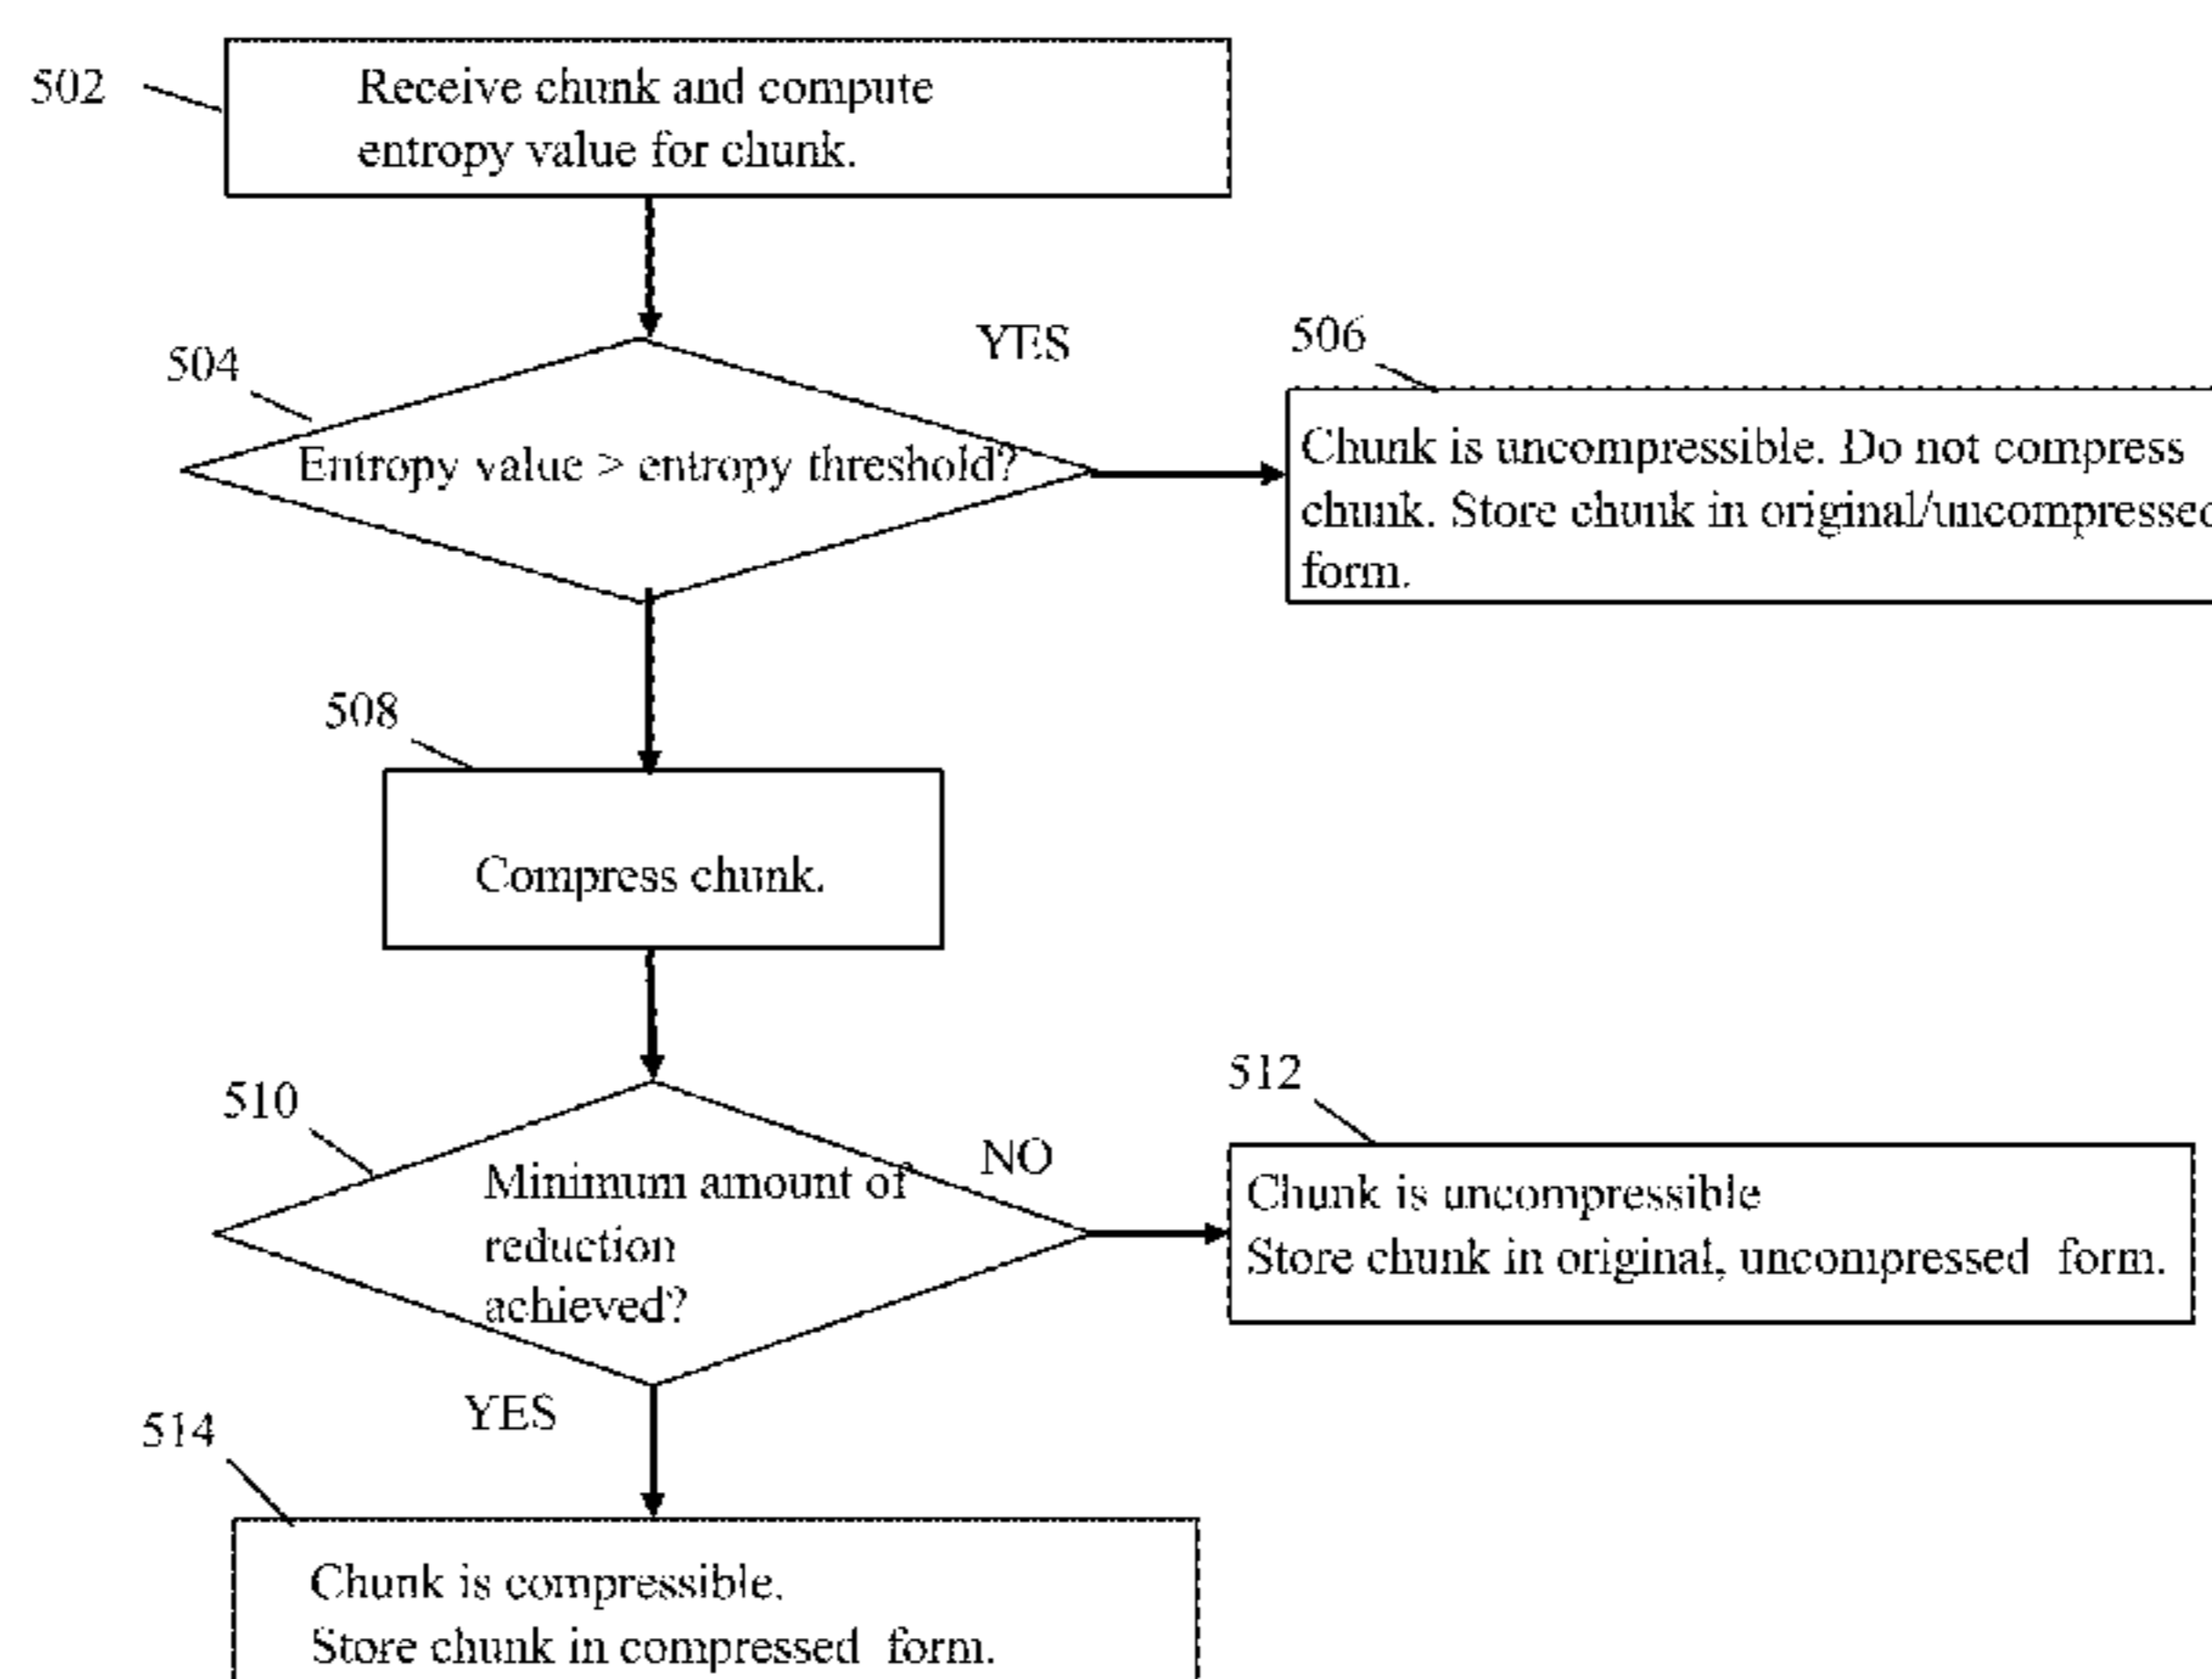 502
Receive chunk and compute
entropy value for chunk.
504
YES
506
Entropy value > entropy threshold?
Chunk is uncompressible. Do not compress
chunk. Store chunk in original/uncompressed
form.
508
Compress chunk.
510
Minimum amount of
reduction
achieved?
NO
512
Chunk is uncompressible
Store chunk in original, uncompressed form.
YES
514
Chunk is compressible.
Store chunk in compressed form.